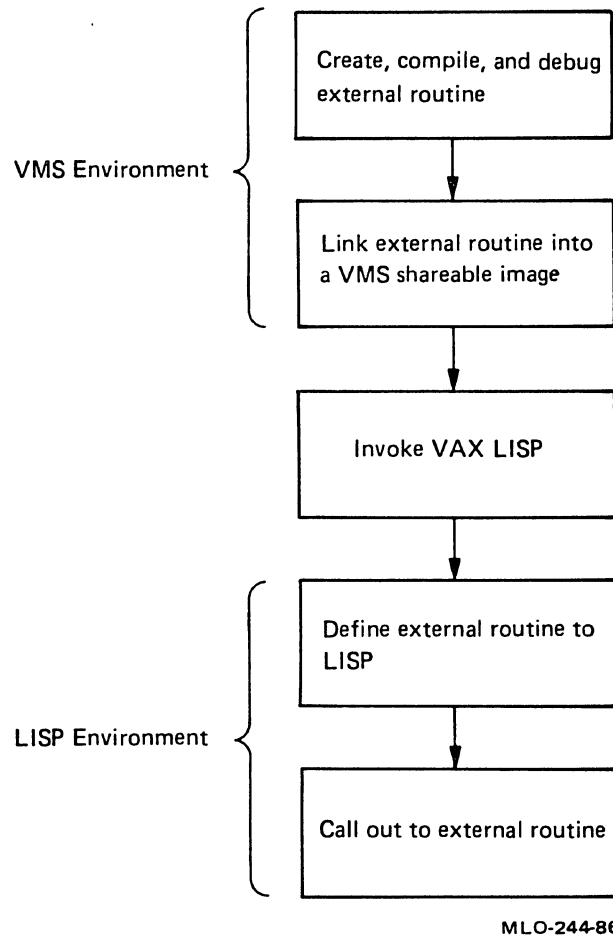 Create, compile, and debug
external routine
VMS Environment
Link external routine into
a VMS shareable image
Invoke VAX LISP
Define external routine to
LISP
LISP Environment
Call out to external routine
MLO-244-86